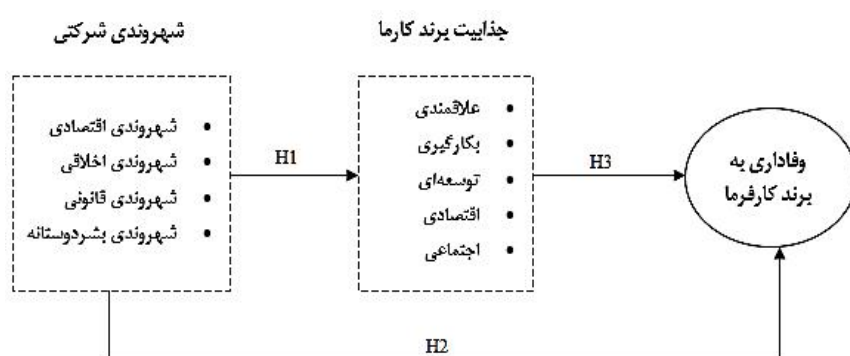 شهروندی شرکتی
جذابیت برند کارما
شهروندی اقتصادی
شهروندی اخلاقی
شهروندی قانونی
شهروندی بشردوستانه
H1
علاقمندی
بکارگیری
توسعه‌ای
اقتصادی
اجتماعی
H3
وفاداری به
برند کارفرما
H2